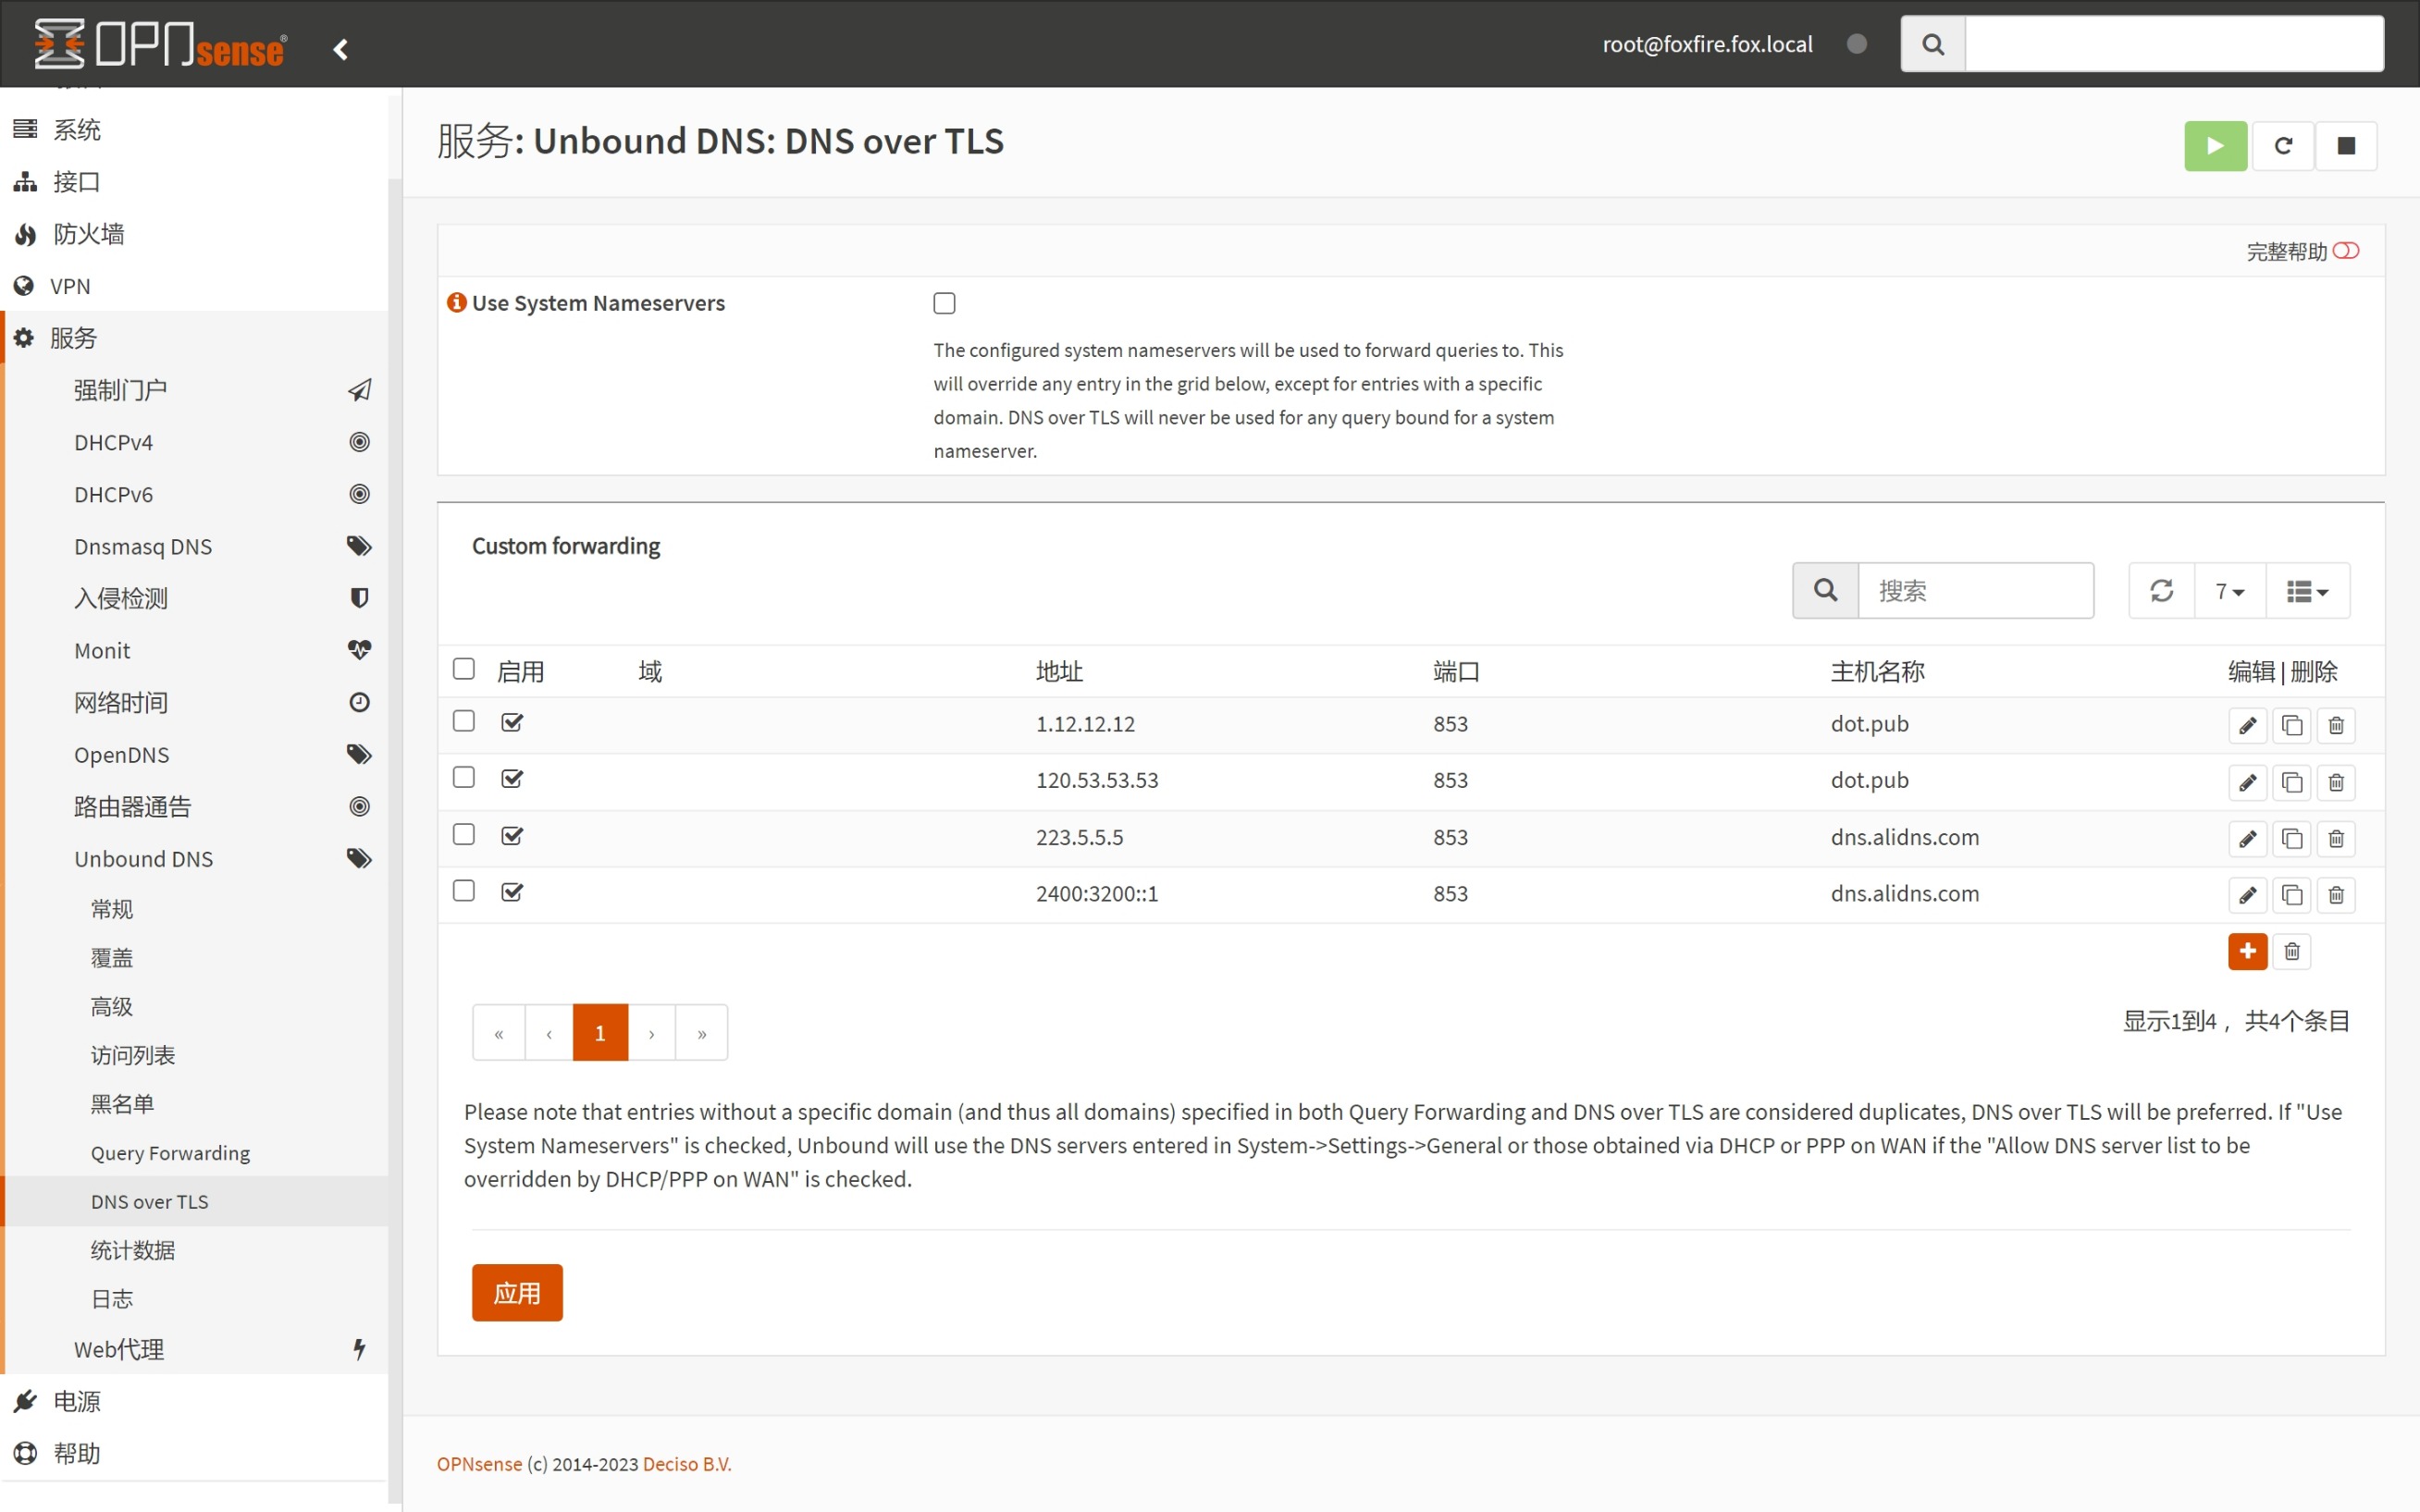 OPNsense®
root@foxfire.fox.local
系统
接口
防火墙
VPN
服务
强制门户
DHCPv4
DHCPv6
Dnsmasq DNS
入侵检测
Monit
网络时间
OpenDNS
路由器通告
Unbound DNS
常规
覆盖
高级
访问列表
黑名单
Query Forwarding
DNS over TLS
统计数据
日志
Web代理
电源
帮助
服务: Unbound DNS: DNS over TLS
完整帮助
Use System Nameservers
The configured system nameservers will be used to forward queries to. This
will override any entry in the grid below, except for entries with a specific
domain. DNS over TLS will never be used for any query bound for a system
nameserver.
Custom forwarding
搜索
7
启用 域 地址 端口 主机名称 编辑 | 删除
1.12.12.12 853 dot.pub
120.53.53.53 853 dot.pub
223.5.5.5 853 dns.alidns.com
2400:3200::1 853 dns.alidns.com
« ‹ 1 › »
显示1到4 ，共4个条目
Please note that entries without a specific domain (and thus all domains) specified in both Query Forwarding and DNS over TLS are considered duplicates, DNS over TLS will be preferred. If "Use
System Nameservers" is checked, Unbound will use the DNS servers entered in System->Settings->General or those obtained via DHCP or PPP on WAN if the "Allow DNS server list to be
overridden by DHCP/PPP on WAN" is checked.
应用
OPNsense (c) 2014-2023 Deciso B.V.